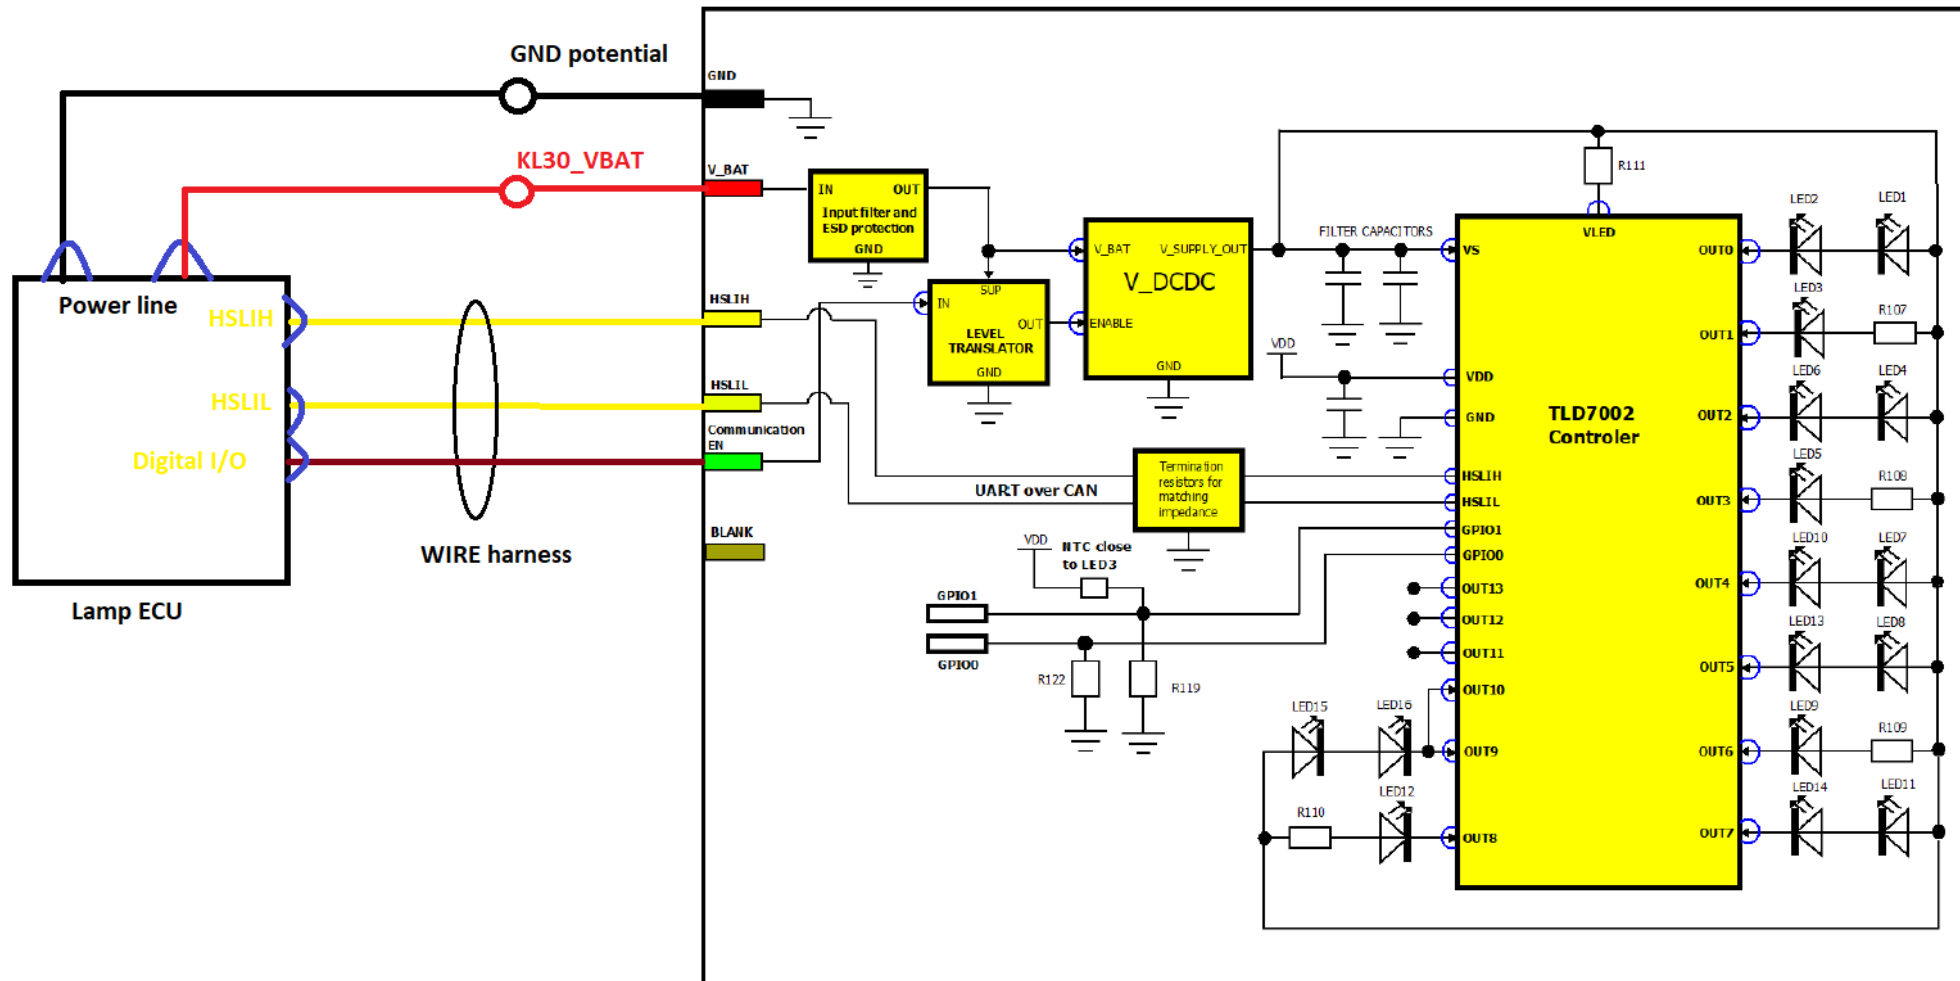 GND potential
GND
KL30_VBAT
V_BAT
Power line
HSLIH
HSLIL
Digital I/O
Lamp ECU
WIRE harness
HSLIH
HSLIL
Communication
EN
BLANK
IN OUT
Input filter and
ESD protection
GND
SUP
IN
OUT
LEVEL
TRANSLATOR
GND
V_BAT V_SUPPLY_OUT
V_DCDC
ENABLE
GND
FILTER CAPACITORS
VDD
UART over CAN
Termination
resistors for
matching
impedance
VDD
NTC close
to LED3
GPIO1
GPIO0
R122
R119
R111
VLED
VS
VDD
GND
TLD7002
Controler
HSLIH
HSLIL
GPIO1
GPIO0
OUT13
OUT12
OUT11
OUT10
OUT9
OUT8
LED15
LED16
R110
LED12
OUT0
LED2
LED1
OUT1
LED3
R107
OUT2
LED6
LED4
OUT3
LED5
R108
OUT4
LED10
LED7
OUT5
LED13
LED8
OUT6
LED9
R109
OUT7
LED14
LED11